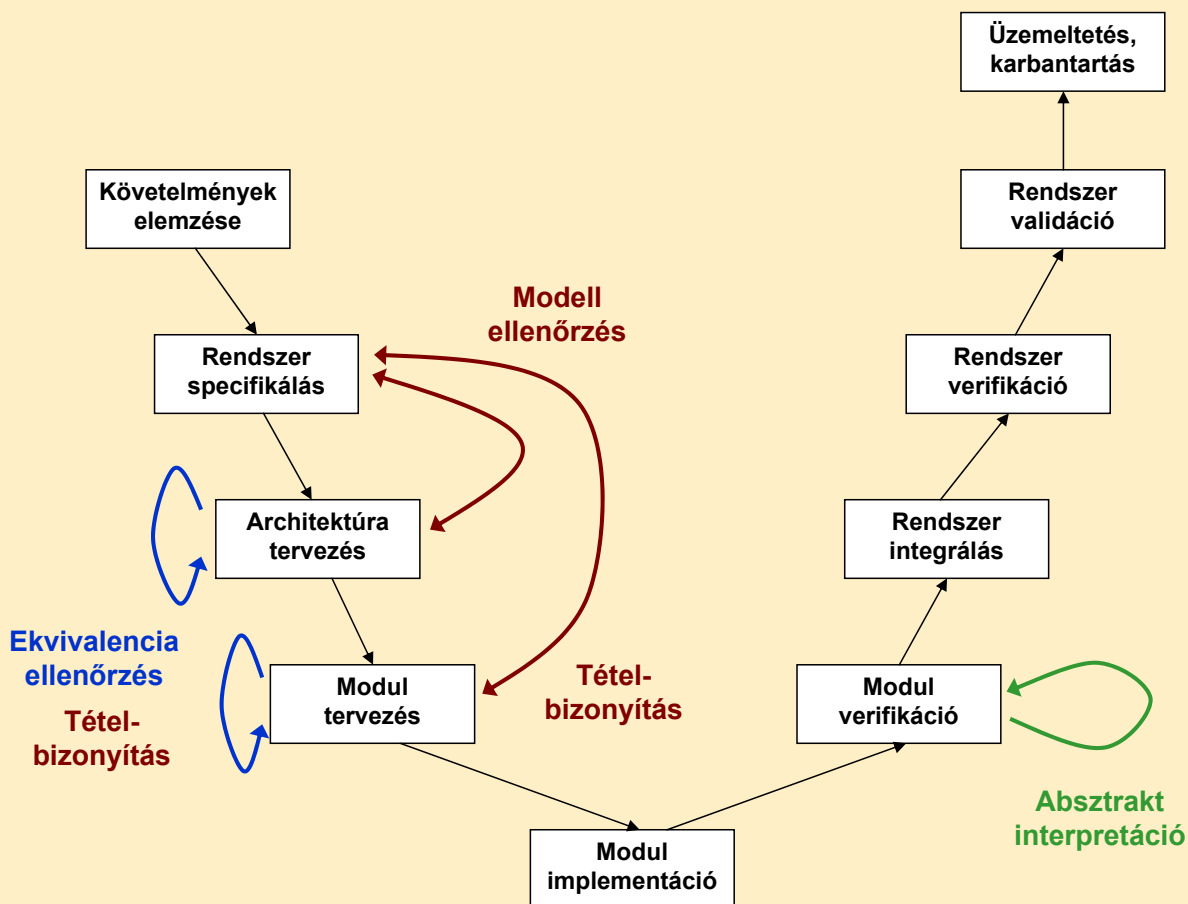 Üzemeltetés,
karbantartás
Követelmények
elemzése
Rendszer
validáció
Modell
ellenőrzés
Rendszer
specifikálás
Rendszer
verifikáció
Architektúra
tervezés
Rendszer
integrálás
Ekvivalencia
ellenőrzés
Tétel-
bizonyítás
Modul
tervezés
Tétel-
bizonyítás
Modul
verifikáció
Absztrakt
interpretáció
Modul
implementáció